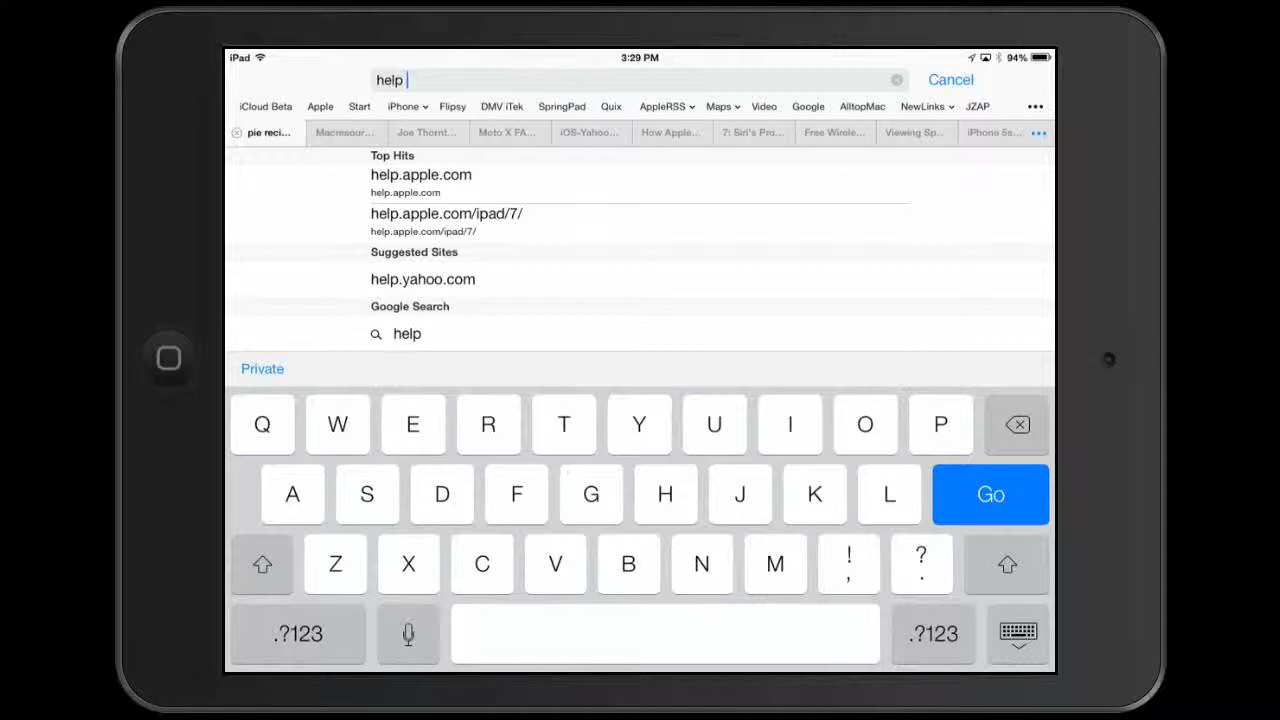 iPad 3:29 PM 94%
help Cancel
iCloud Beta Apple Start iPhone Flipsy DMV iTek SpringPad Quix AppleRSS Maps Video Google AlltopMac NewLinks JZAP •••
pie reci... Macresour... Joe Thornt... Moto X FA... iOS-Yahoo... How Apple... 7: Siri's Pro... Free Wirele... Viewing Sp... iPhone 5s... •••
Top Hits
help.apple.com
help.apple.com
help.apple.com/ipad/7/
help.apple.com/ipad/7/
Suggested Sites
help.yahoo.com
Google Search
help
Private
Q W E R T Y U I O P
A S D F G H J K L Go
Z X C V B N M ! , ? .
.?123 .?123